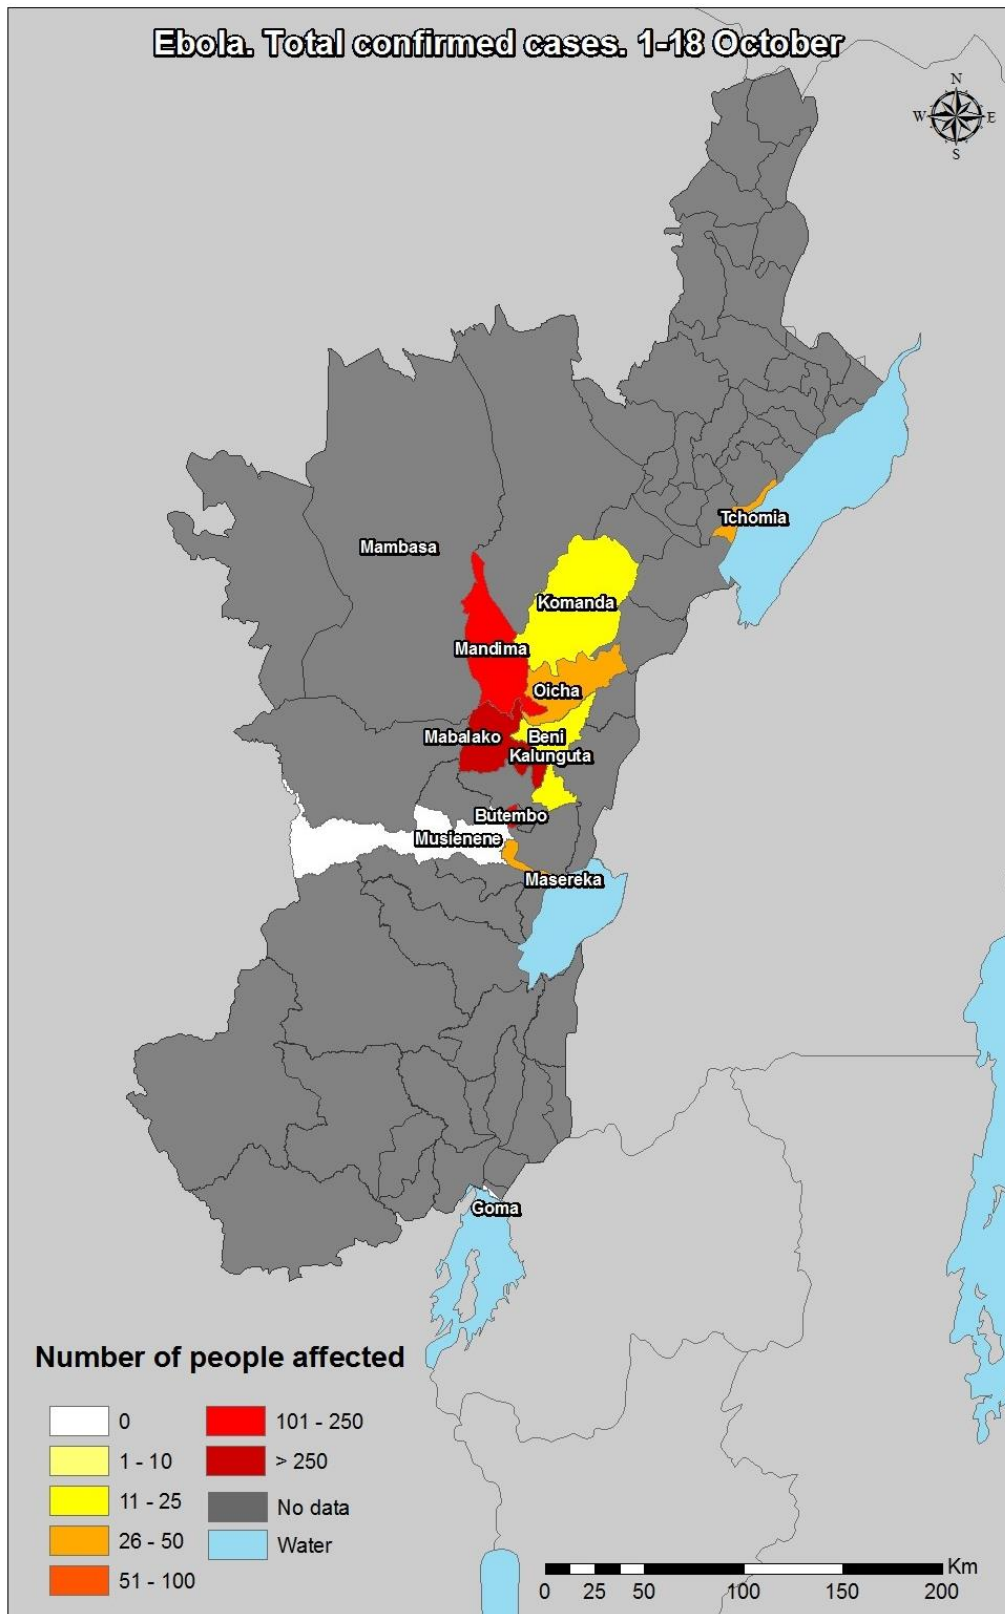 Ebola. Total confirmed cases. 1-18 October
N
W E
S
Tchomia
Mambasa
Komanda
Mandima
Oicha
Mabalako
Beni
Kalunguta
Butembo
Musienene
Masereka
Goma
Number of people affected
0
1 - 10
11 - 25
26 - 50
51 - 100
101 - 250
> 250
No data
Water
Km
0 25 50 100 150 200